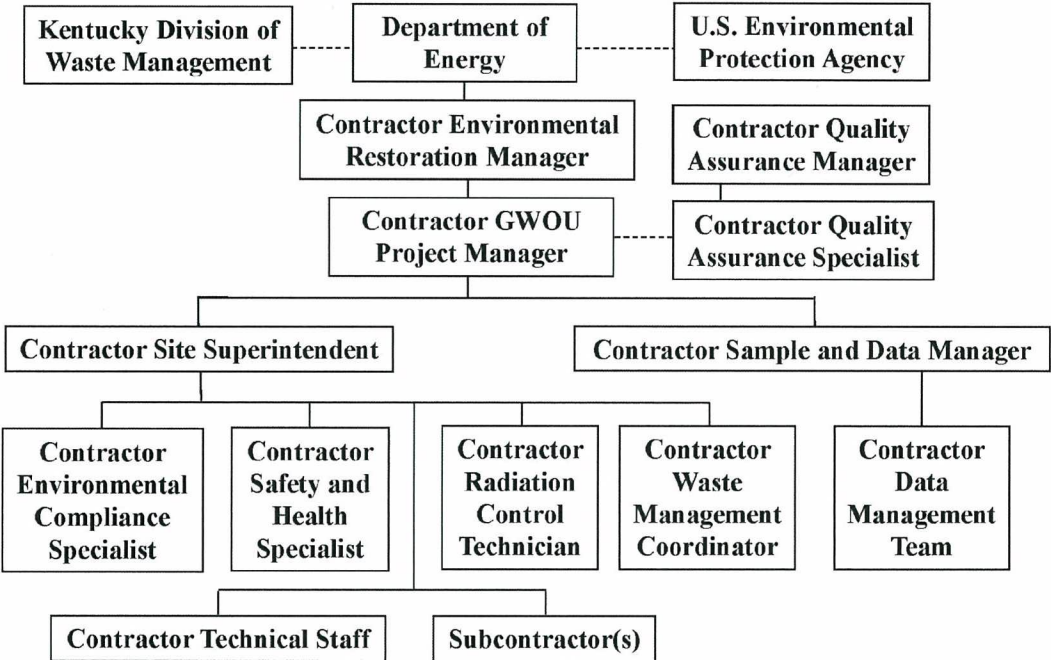 Kentucky Division of
Waste Management
Department of
Energy
U.S. Environmental
Protection Agency
Contractor Environmental
Restoration Manager
Contractor Quality
Assurance Manager
Contractor GWOU
Project Manager
Contractor Quality
Assurance Specialist
Contractor Site Superintendent
Contractor Sample and Data Manager
Contractor
Environmental
Compliance
Specialist
Contractor
Safety and
Health
Specialist
Contractor
Radiation
Control
Technician
Contractor
Waste
Management
Coordinator
Contractor
Data
Management
Team
Contractor Technical Staff
Subcontractor(s)